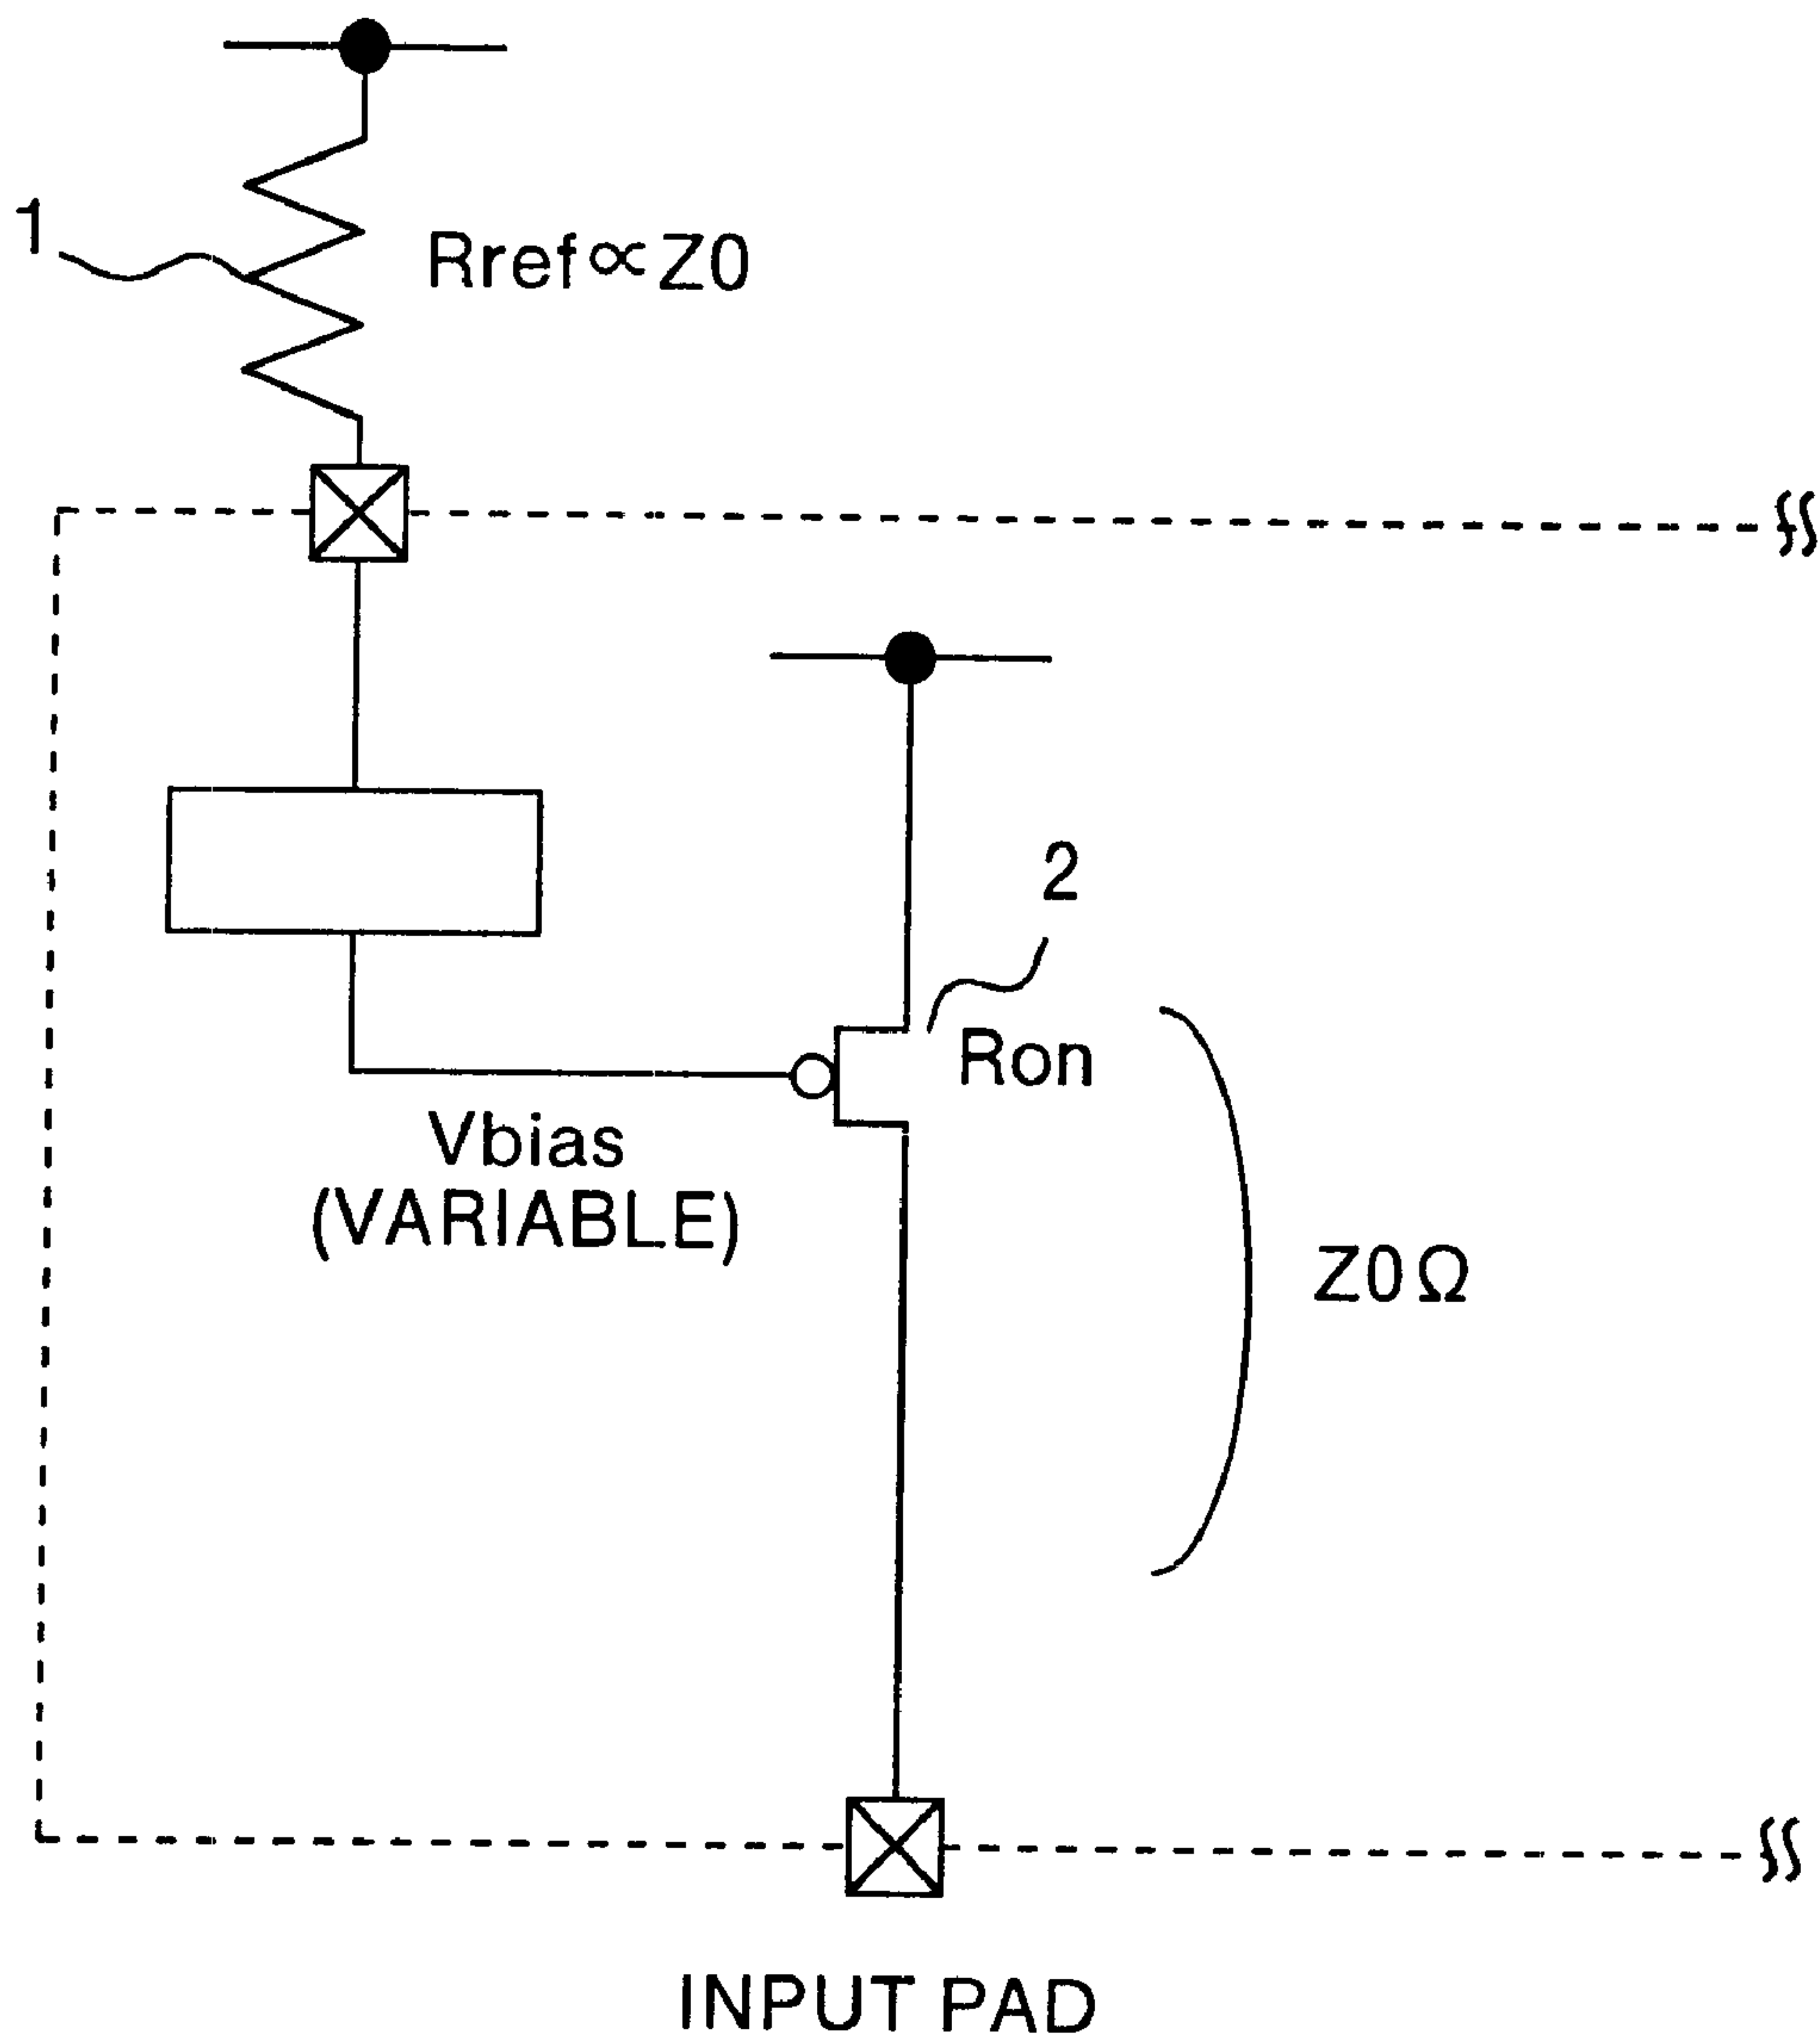 1
Rref∝Z0
2
Ron
Vbias
(VARIABLE)
Z0Ω
INPUT PAD